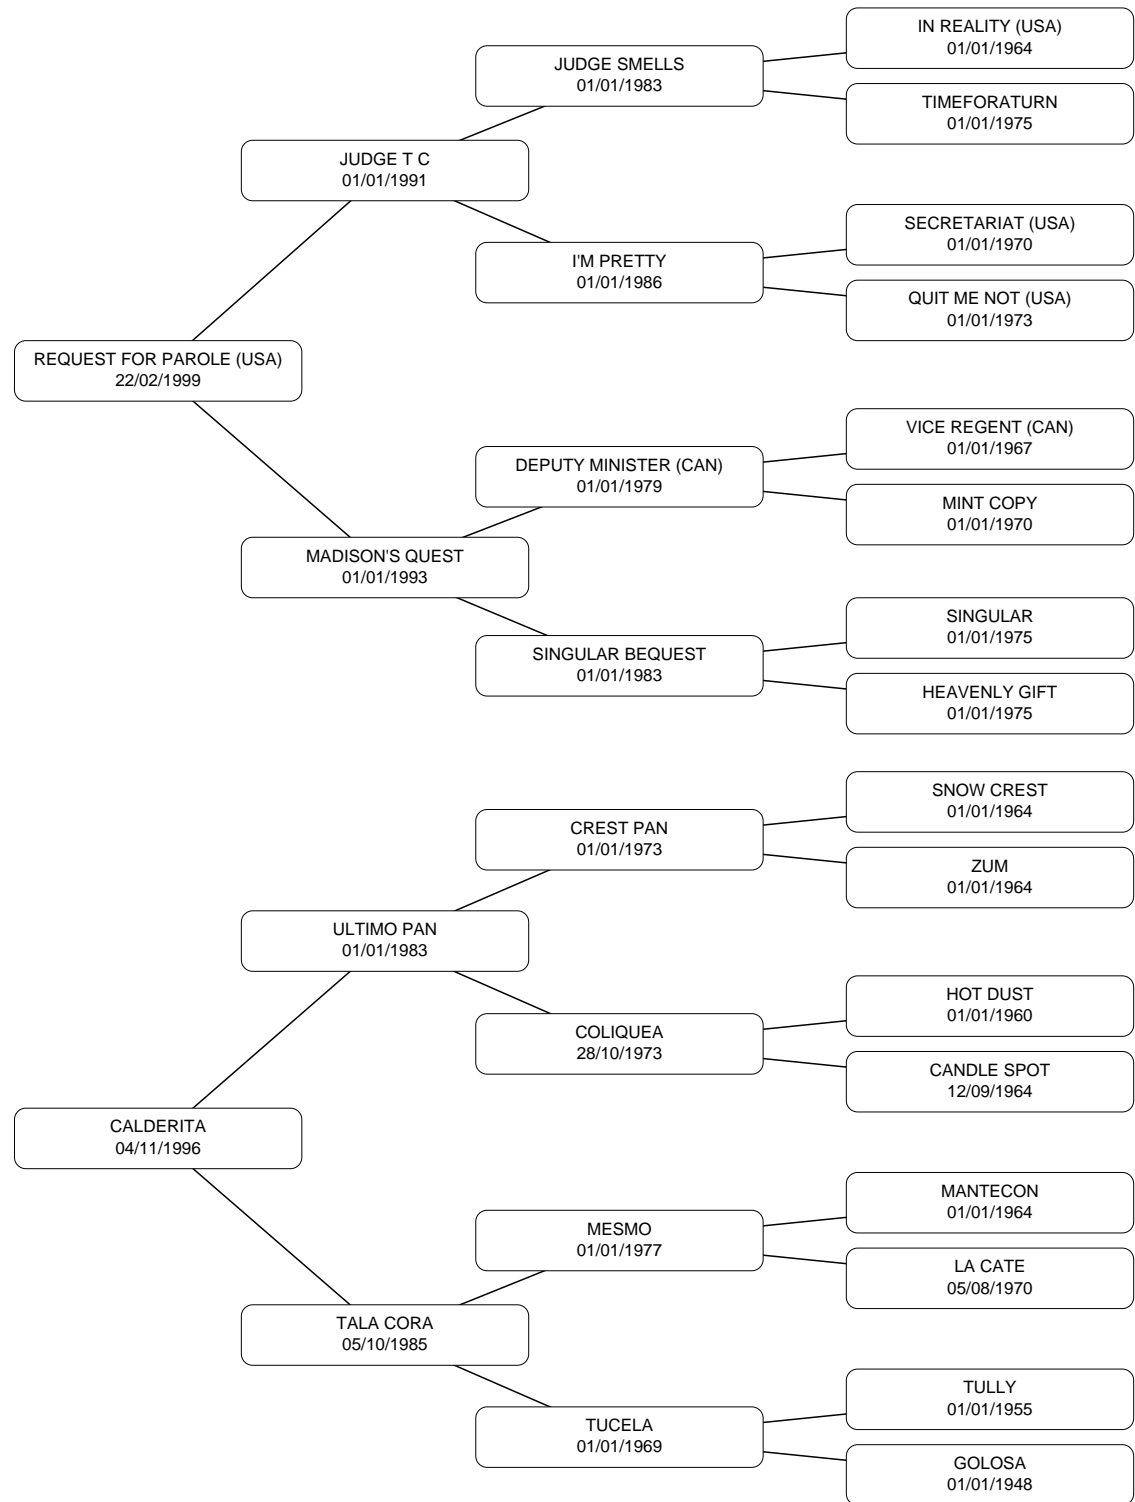 IN REALITY (USA)
01/01/1964
JUDGE SMELLS
01/01/1983
TIMEFORATURN
01/01/1975
JUDGE T C
01/01/1991
SECRETARIAT (USA)
01/01/1970
I'M PRETTY
01/01/1986
QUIT ME NOT (USA)
01/01/1973
REQUEST FOR PAROLE (USA)
22/02/1999
VICE REGENT (CAN)
01/01/1967
DEPUTY MINISTER (CAN)
01/01/1979
MINT COPY
01/01/1970
MADISON'S QUEST
01/01/1993
SINGULAR
01/01/1975
SINGULAR BEQUEST
01/01/1983
HEAVENLY GIFT
01/01/1975
SNOW CREST
01/01/1964
CREST PAN
01/01/1973
ZUM
01/01/1964
ULTIMO PAN
01/01/1983
HOT DUST
01/01/1960
COLIQUEA
28/10/1973
CANDLE SPOT
12/09/1964
CALDERITA
04/11/1996
MANTECON
01/01/1964
MESMO
01/01/1977
LA CATE
05/08/1970
TALA CORA
05/10/1985
TULLY
01/01/1955
TUCELA
01/01/1969
GOLOSA
01/01/1948